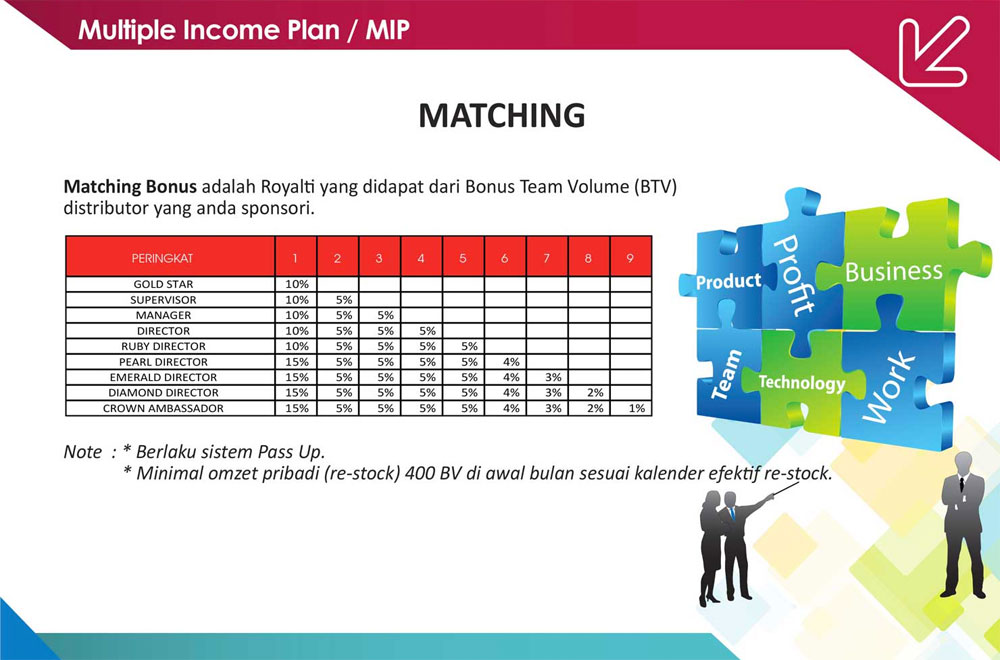 Multiple Income Plan / MIP
MATCHING
Matching Bonus adalah Royalti yang didapat dari Bonus Team Volume (BTV)
distributor yang anda sponsori.
PERINGKAT 1 2 3 4 5 6 7 8 9
GOLD STAR 10%
SUPERVISOR 10% 5%
MANAGER 10% 5% 5%
DIRECTOR 10% 5% 5% 5%
RUBY DIRECTOR 10% 5% 5% 5% 5%
PEARL DIRECTOR 15% 5% 5% 5% 5% 4%
EMERALD DIRECTOR 15% 5% 5% 5% 5% 4% 3%
DIAMOND DIRECTOR 15% 5% 5% 5% 5% 4% 3% 2%
CROWN AMBASSADOR 15% 5% 5% 5% 5% 4% 3% 2% 1%
Note : * Berlaku sistem Pass Up.
* Minimal omzet pribadi (re-stock) 400 BV di awal bulan sesuai kalender efektif re-stock.
Product
Profit
Business
Team
Technology
Work